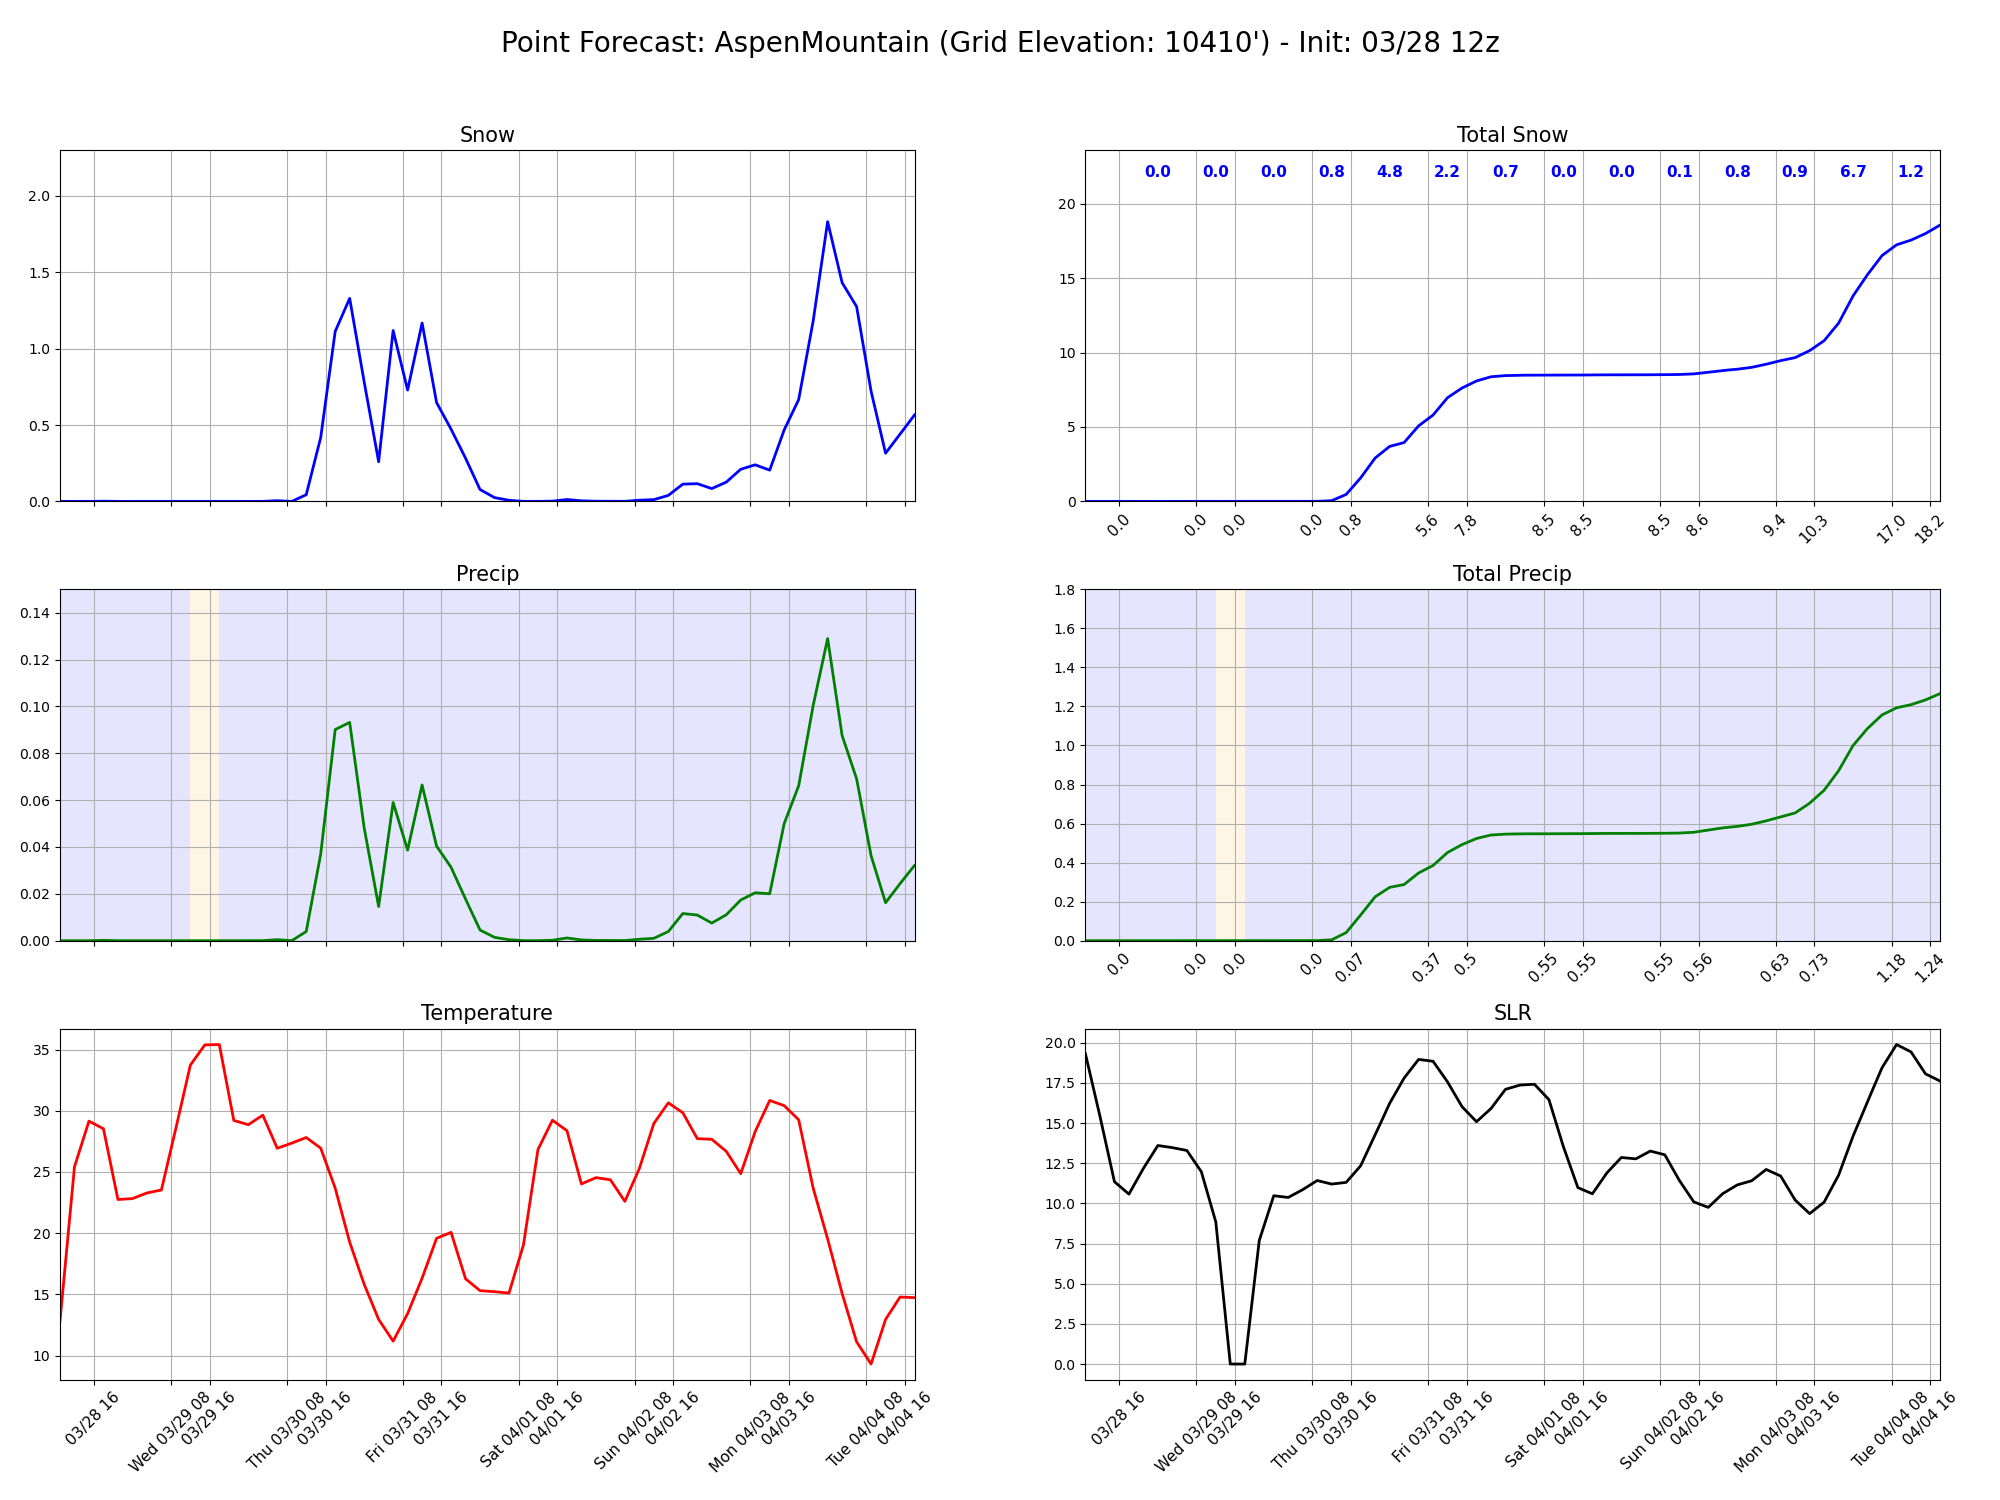 Point Forecast: AspenMountain (Grid Elevation: 10410') - Init: 03/28 12z
Snow
2.0
1.5
1.0
0.5
0.0
Total Snow
0.0 0.0 0.0 0.8 4.8 2.2 0.7 0.0 0.0 0.1 0.8 0.9 6.7 1.2
20
15
10
5
0
0.0 0.0 0.0 0.0 0.8 5.6 7.8 8.5 8.5 8.5 8.6 9.4 10.3 17.0 18.2
Precip
0.14
0.12
0.10
0.08
0.06
0.04
0.02
0.00
Total Precip
1.8
1.6
1.4
1.2
1.0
0.8
0.6
0.4
0.2
0.0
0.0 0.0 0.0 0.0 0.07 0.37 0.5 0.55 0.55 0.55 0.56 0.63 0.73 1.18 1.24
Temperature
35
30
25
20
15
10
03/28 16
Wed 03/29 08
03/29 16
Thu 03/30 08
03/30 16
Fri 03/31 08
03/31 16
Sat 04/01 08
04/01 16
Sun 04/02 08
04/02 16
Mon 04/03 08
04/03 16
Tue 04/04 08
04/04 16
SLR
20.0
17.5
15.0
12.5
10.0
7.5
5.0
2.5
0.0
03/28 16
Wed 03/29 08
03/29 16
Thu 03/30 08
03/30 16
Fri 03/31 08
03/31 16
Sat 04/01 08
04/01 16
Sun 04/02 08
04/02 16
Mon 04/03 08
04/03 16
Tue 04/04 08
04/04 16